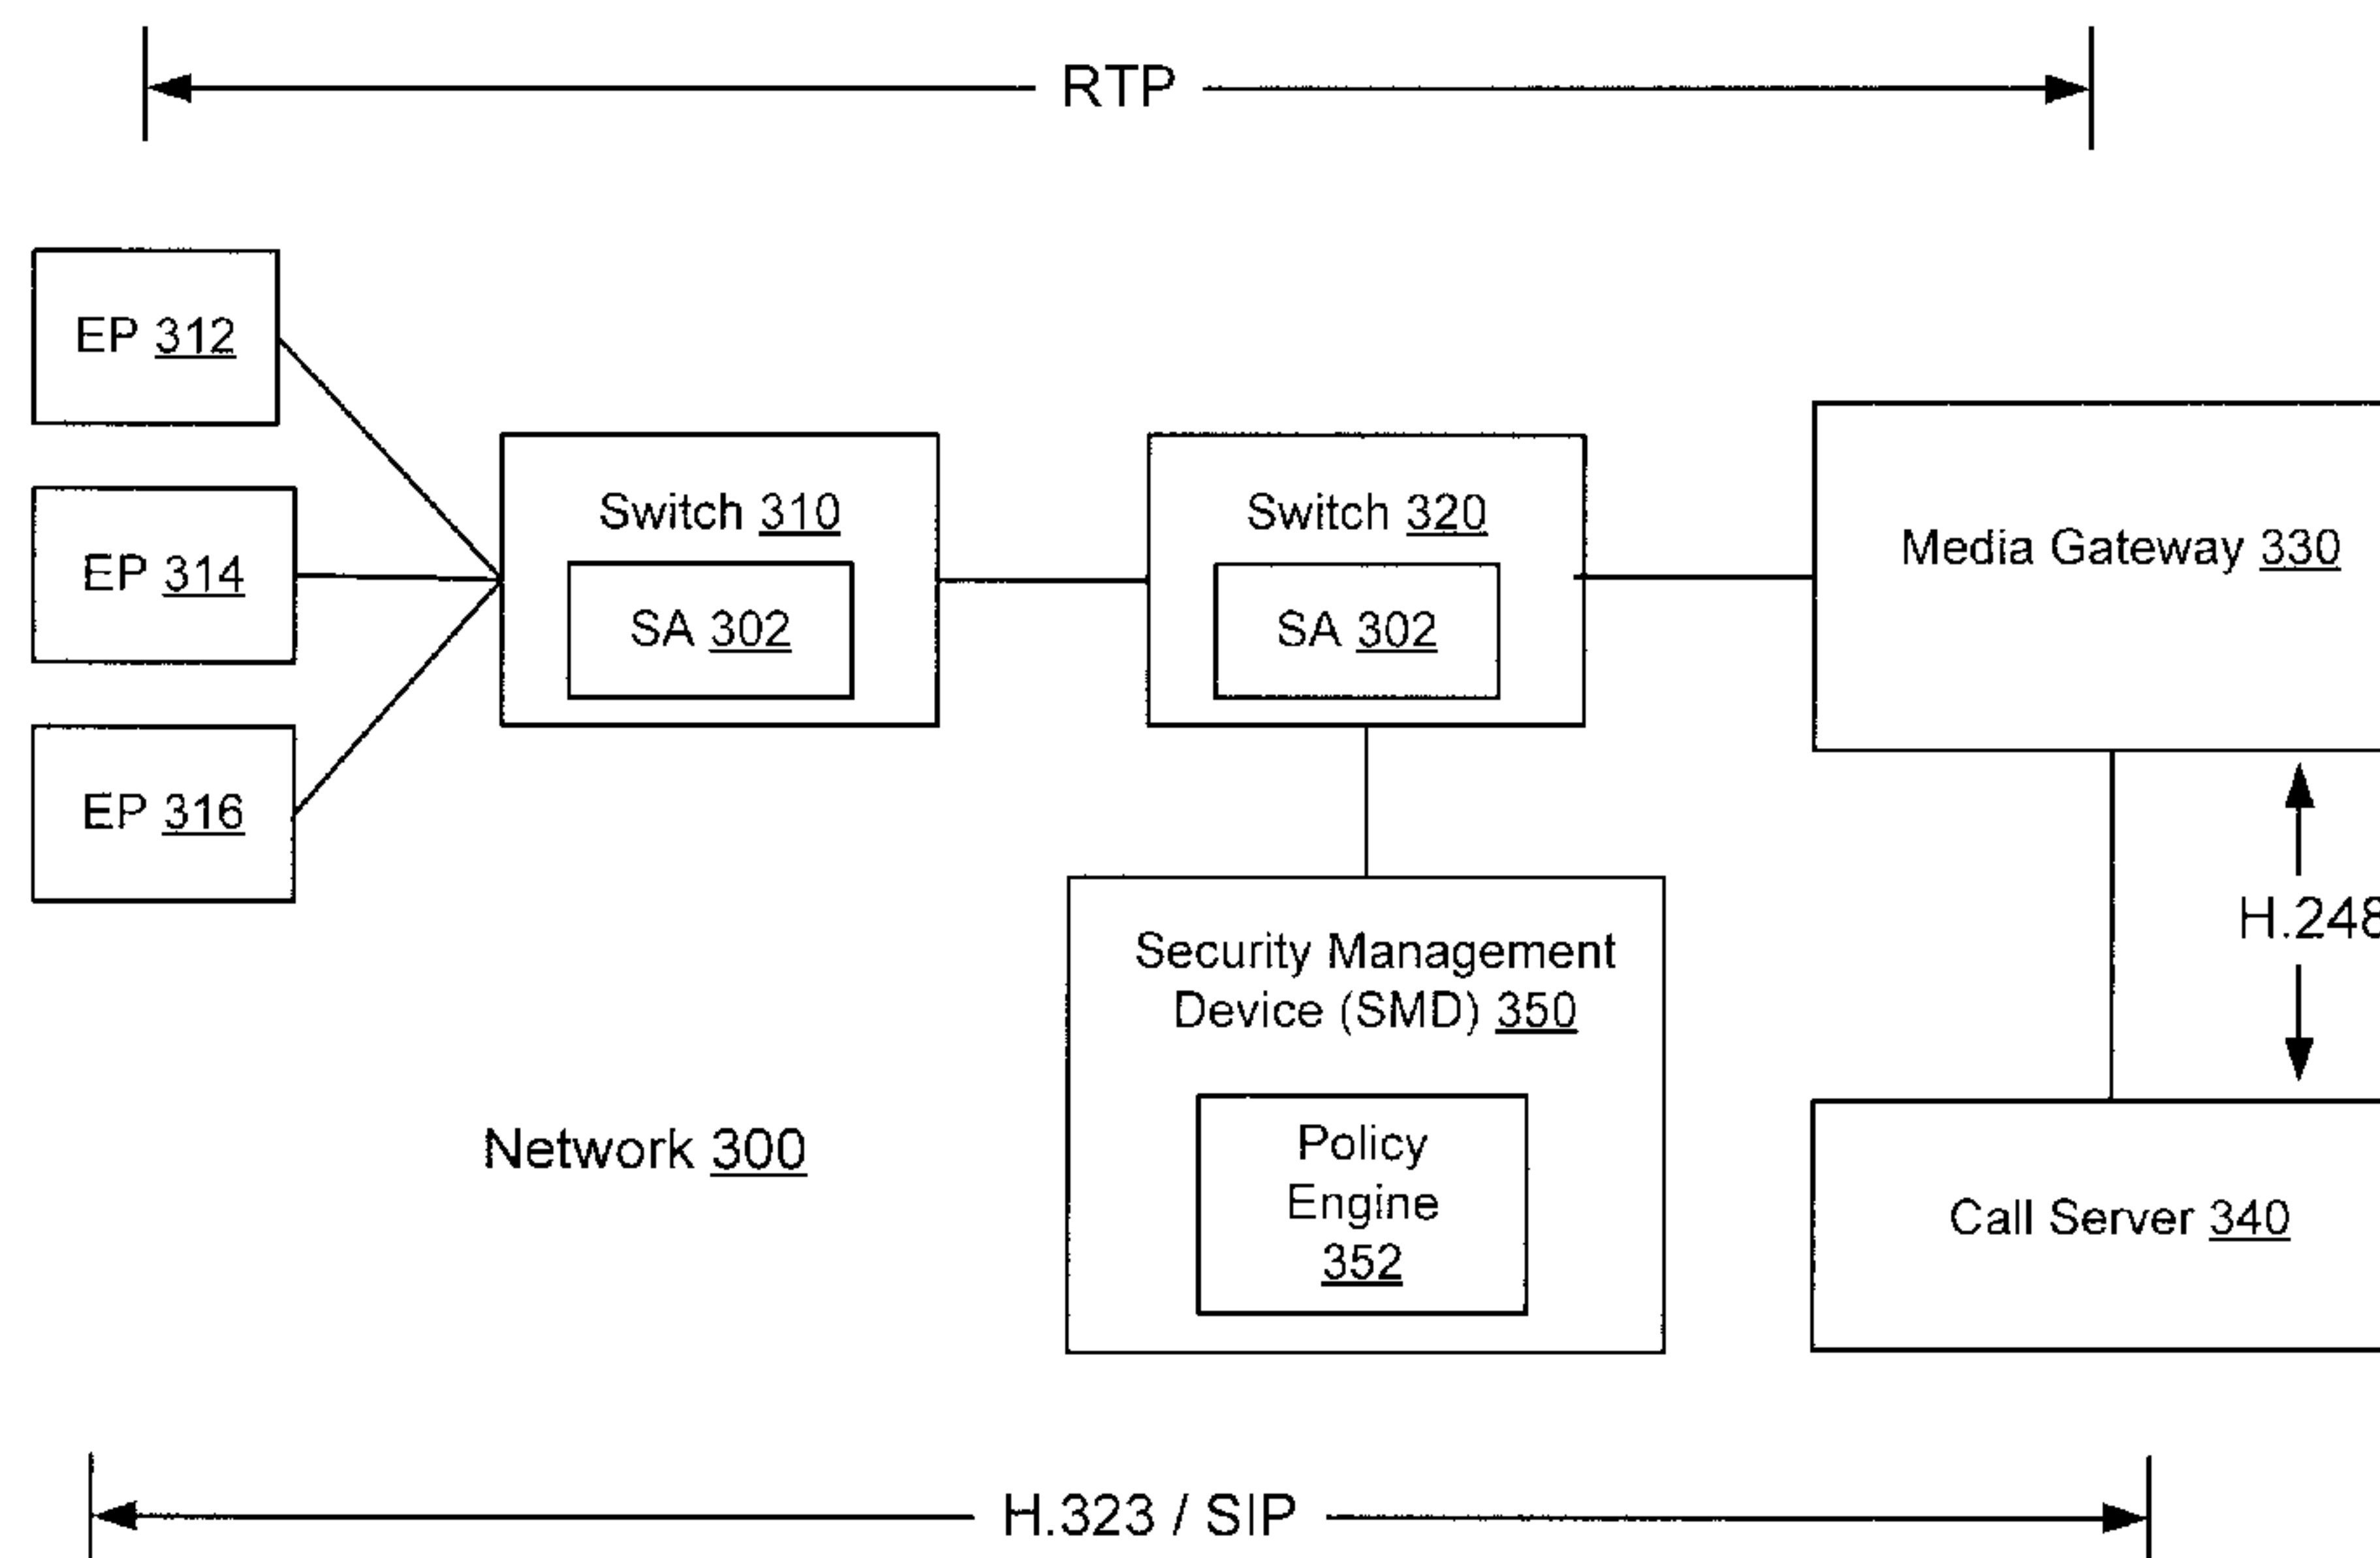 RTP
EP 312
EP 314
EP 316
Switch 310
SA 302
Switch 320
SA 302
Media Gateway 330
H.248
Security Management
Device (SMD) 350
Policy
Engine
352
Network 300
Call Server 340
H.323 / SIP